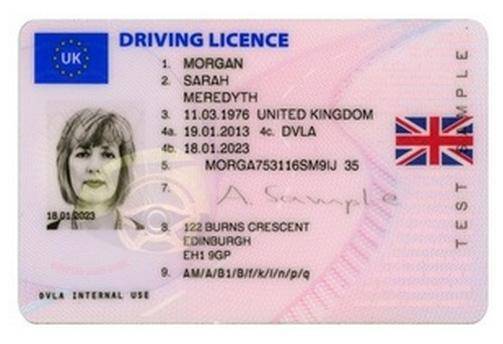 UK
DRIVING LICENCE
1. MORGAN
2. SARAH
MEREDYTH
3. 11.03.1976 UNITED KINGDOM
4a. 19.01.2013 4c. DVLA
4b. 18.01.2023
5. MORGA753116SM9IJ 35
7. A. Sample
18.01.2023
8. 122 BURNS CRESCENT
EDINBURGH
EH1 9GP
9. AM/A/B1/B/f/k/l/n/p/q
DVLA INTERNAL USE
TEST SAMPLE